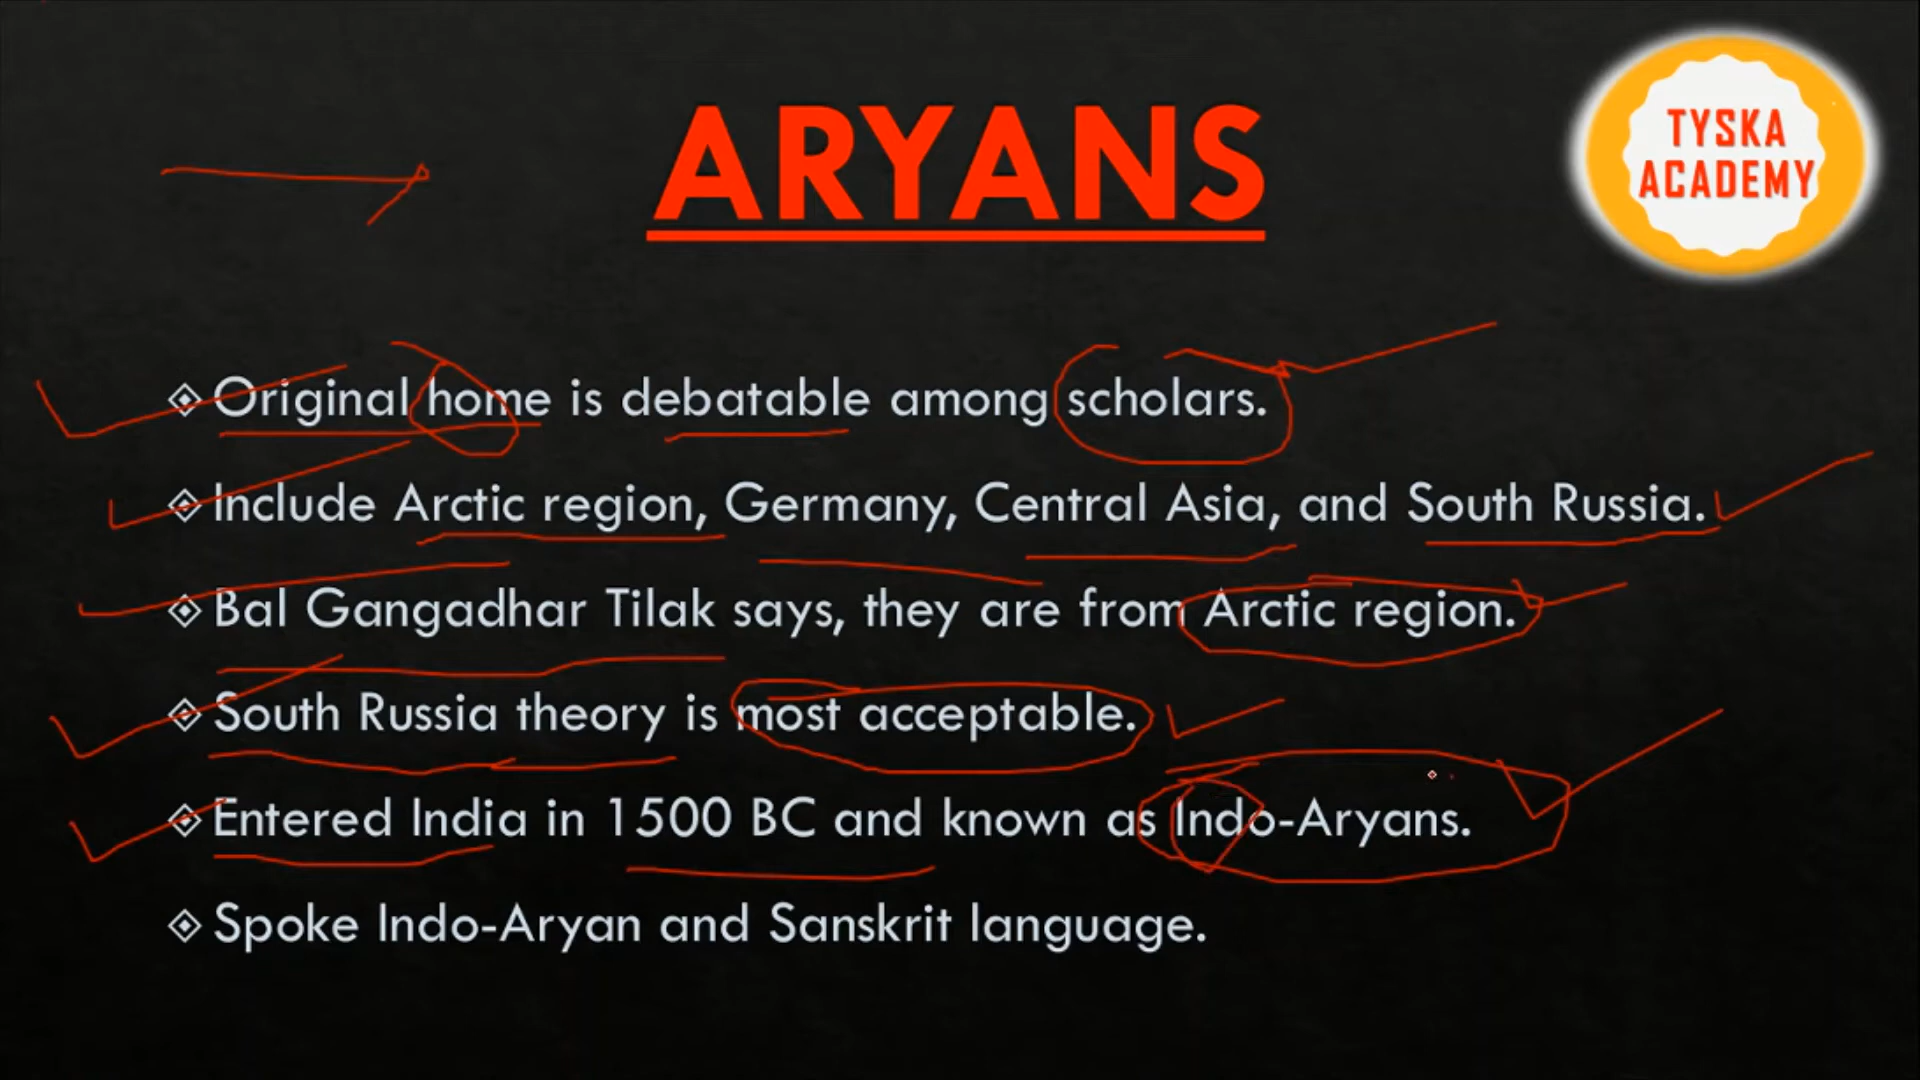 ARYANS
TYSKA
ACADEMY
Original home is debatable among scholars.
Include Arctic region, Germany, Central Asia, and South Russia.
Bal Gangadhar Tilak says, they are from Arctic region.
South Russia theory is most acceptable.
Entered India in 1500 BC and known as Indo-Aryans.
Spoke Indo-Aryan and Sanskrit language.